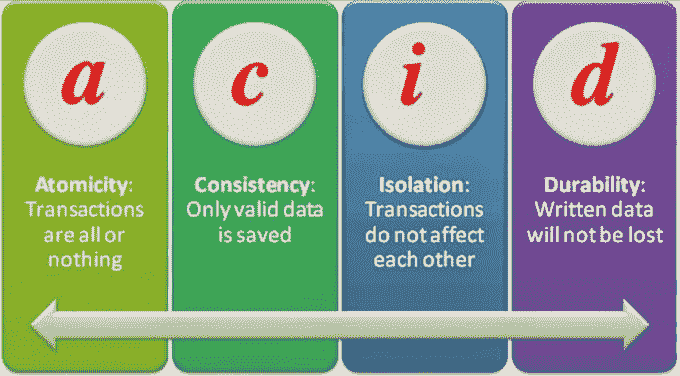 a
Atomicity:
Transactions
are all or
nothing
c
Consistency:
Only valid data
is saved
i
Isolation:
Transactions
do not affect
each other
d
Durability:
Written data
will not be lost